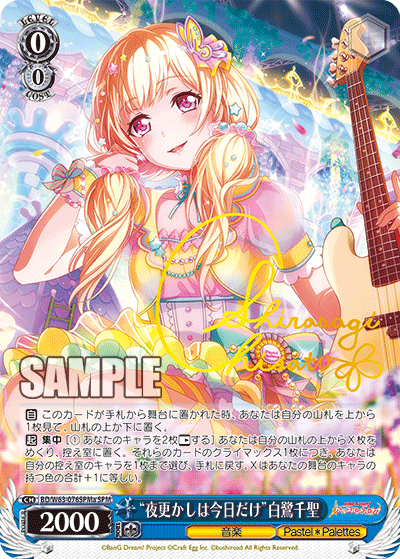 LEVEL
0
0
COST
Shirasagi
Chisato
SAMPLE
自 このカードが手札から舞台に置かれた時、あなたは自分の山札を上から
1枚見て、山札の上か下に置く。
起 集中 [① あなたのキャラを2枚レストする] あなたは自分の山札の上からX枚をめ
くり、控え室に置く。それらのカードのクライマックス1枚につき、あなたは
自分の控え室のキャラを1枚まで選び、手札に戻す。Xはあなたの舞台のキャラ
の持つ色の合計+1に等しい。
CH BD/W63-076SPMa SPM
2000
“夜更かしは今日だけ”白鷺千聖
音楽
Pastel*Palettes
©BanG Dream! Project ©Craft Egg Inc. ©bushiroad All Rights Reserved.